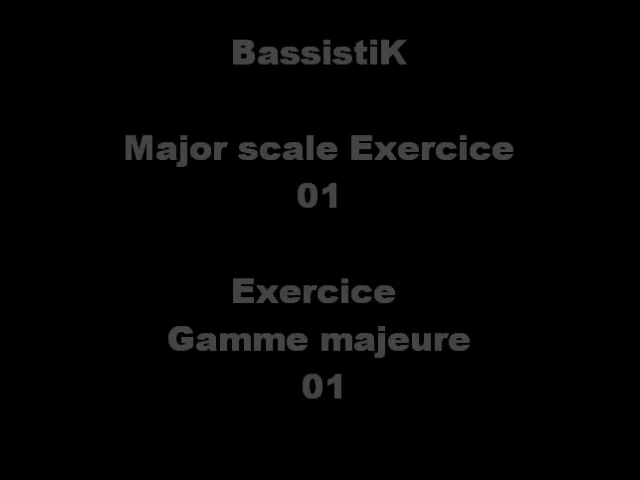 BassistiK
Major scale Exercice
01
Exercice
Gamme majeure
01